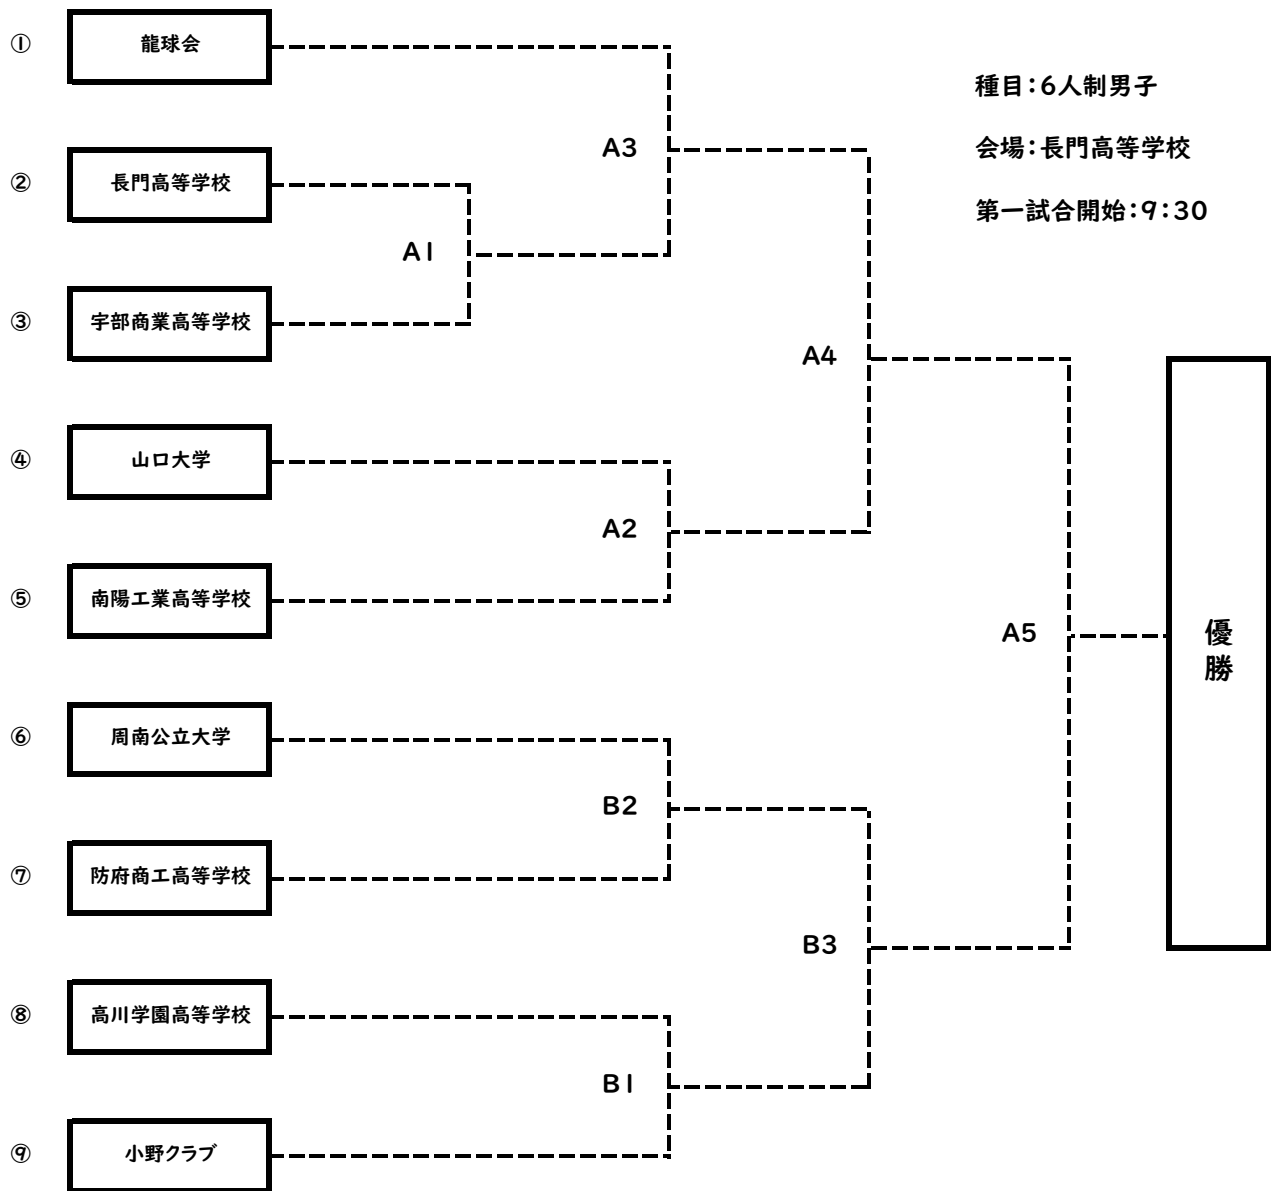 ① 龍球会
種目：6人制男子
A3
会場：長門高等学校
② 長門高等学校
第一試合開始：9：30
A1
③ 宇部商業高等学校
A4
④ 山口大学
A2
⑤ 南陽工業高等学校
A5
優勝
⑥ 周南公立大学
B2
⑦ 防府商工高等学校
B3
⑧ 高川学園高等学校
B1
⑨ 小野クラブ